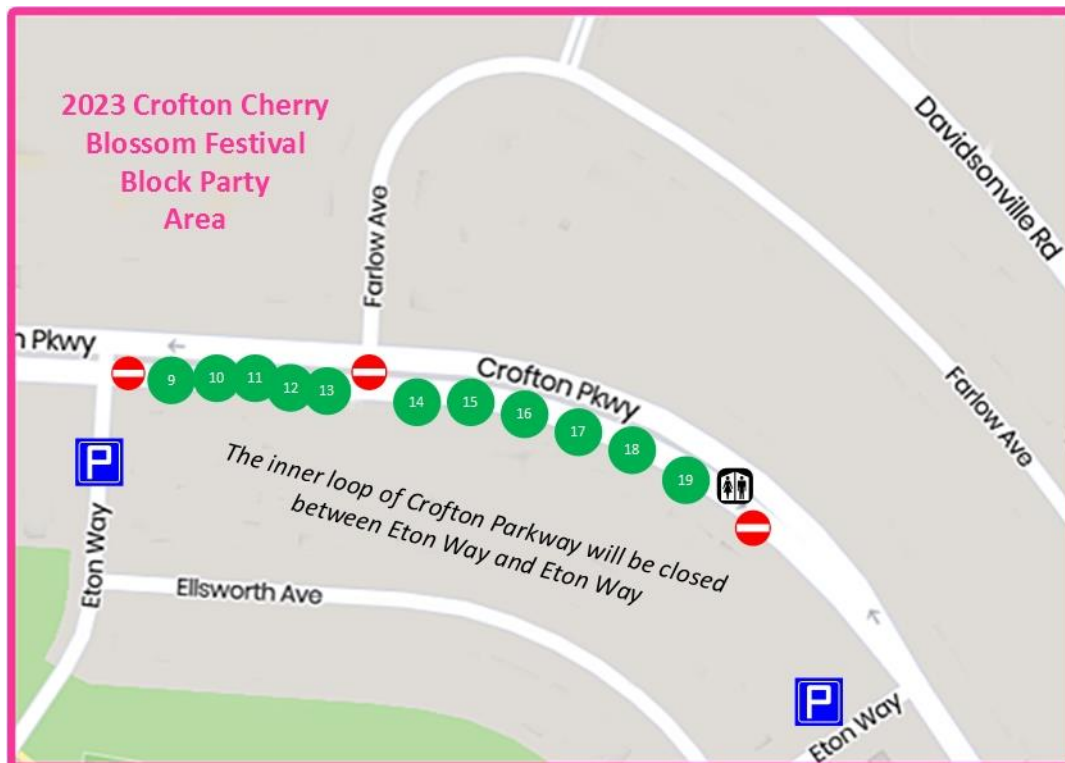 2023 Crofton Cherry
Blossom Festival
Block Party
Area
Davidsonville Rd
Farlow Ave
n Pkwy
Crofton Pkwy
Farlow Ave
9
10
11
12
13
14
15
16
17
18
19
P
The inner loop of Crofton Parkway will be closed
between Eton Way and Eton Way
Eton Way
Ellsworth Ave
P
Eton Way